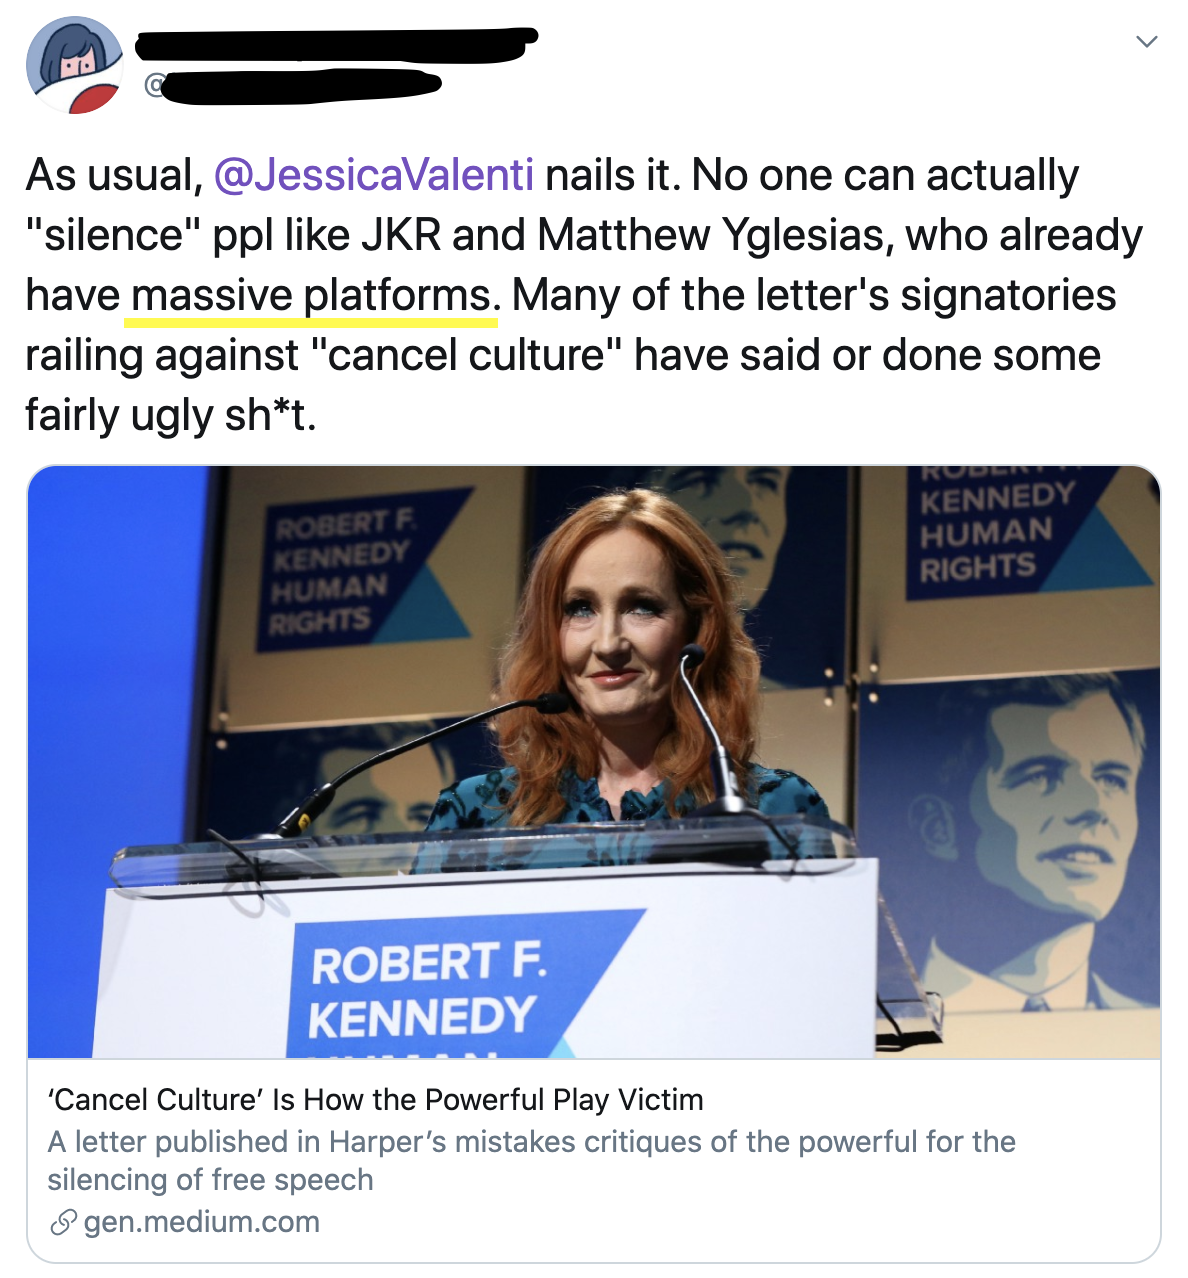 @
As usual, @JessicaValenti nails it. No one can actually
"silence" ppl like JKR and Matthew Yglesias, who already
have massive platforms. Many of the letter's signatories
railing against "cancel culture" have said or done some
fairly ugly sh*t.
ROBERT F.
KENNEDY
HUMAN
RIGHTS
ROBERT F.
KENNEDY
HUMAN
RIGHTS
ROBERT F.
KENNEDY
HUMAN
‘Cancel Culture’ Is How the Powerful Play Victim
A letter published in Harper’s mistakes critiques of the powerful for the
silencing of free speech
gen.medium.com